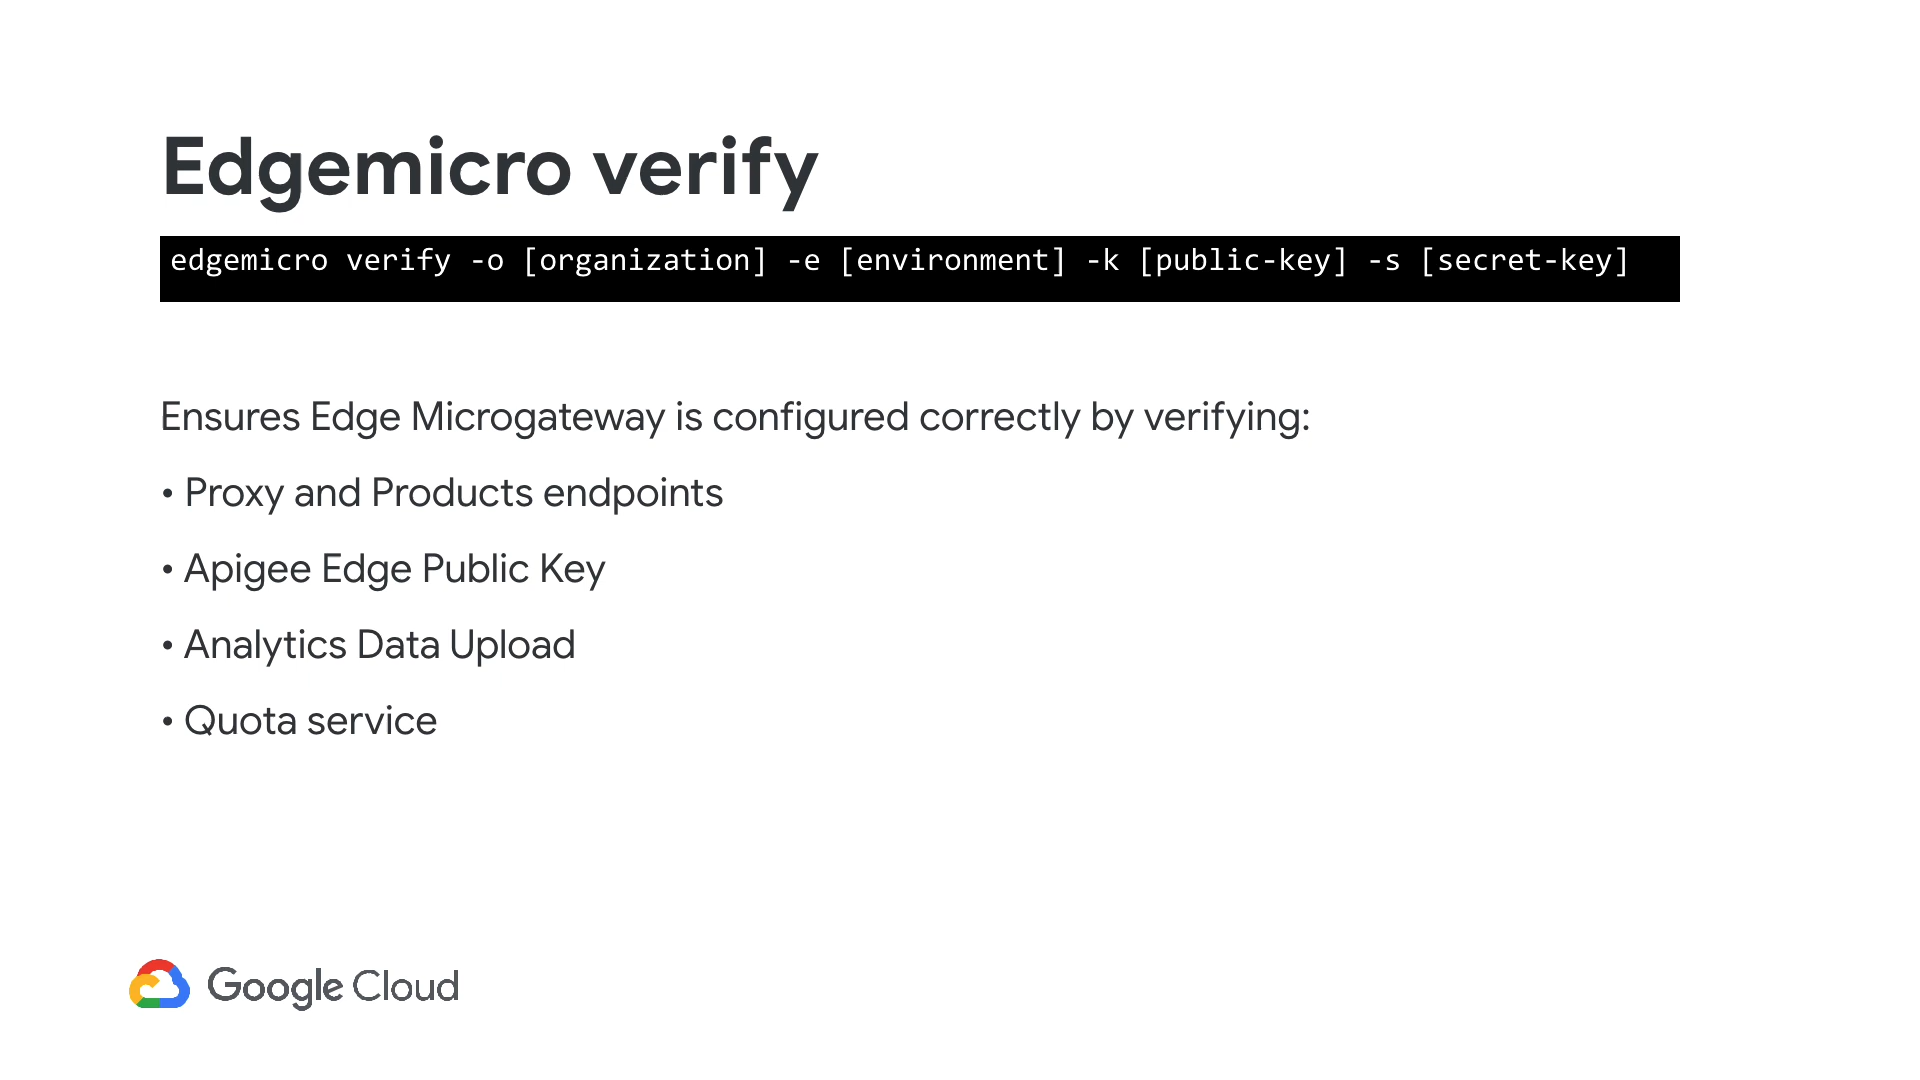 Edgemicro verify
edgemicro verify -o [organization] -e [environment] -k [public-key] -s [secret-key]
Ensures Edge Microgateway is configured correctly by verifying:
• Proxy and Products endpoints
• Apigee Edge Public Key
• Analytics Data Upload
• Quota service
Google Cloud